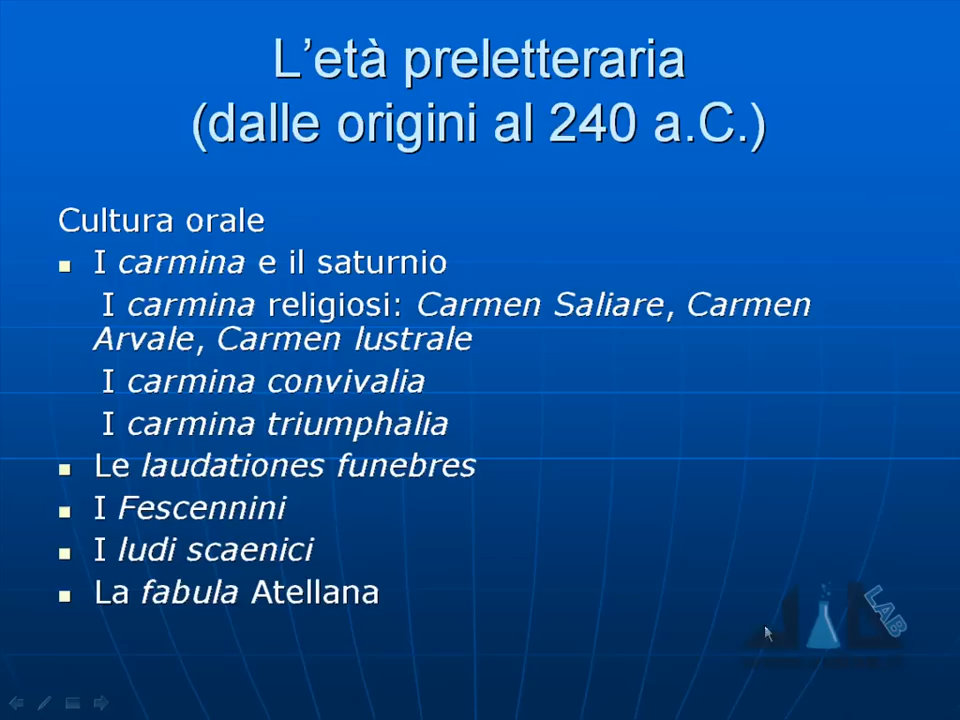 L'età preletteraria
(dalle origini al 240 a.C.)
Cultura orale
I carmina e il saturnio
I carmina religiosi: Carmen Saliare, Carmen
Arvale, Carmen lustrale
I carmina convivalia
I carmina triumphalia
Le laudationes funebres
I Fescennini
I ludi scaenici
La fabula Atellana
LAB